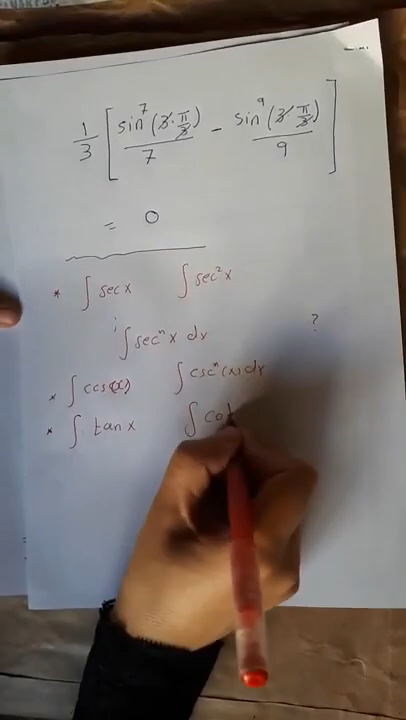 1/3 [ sin⁷(3·π/3)/7 − sin⁹(3·π/3)/9 ]
= 0
* ∫ sec x ∫ sec² x
∫ secⁿ x dx ?
* ∫ csc(x) ∫ cscⁿ(x) dx
* ∫ tan x ∫ cot